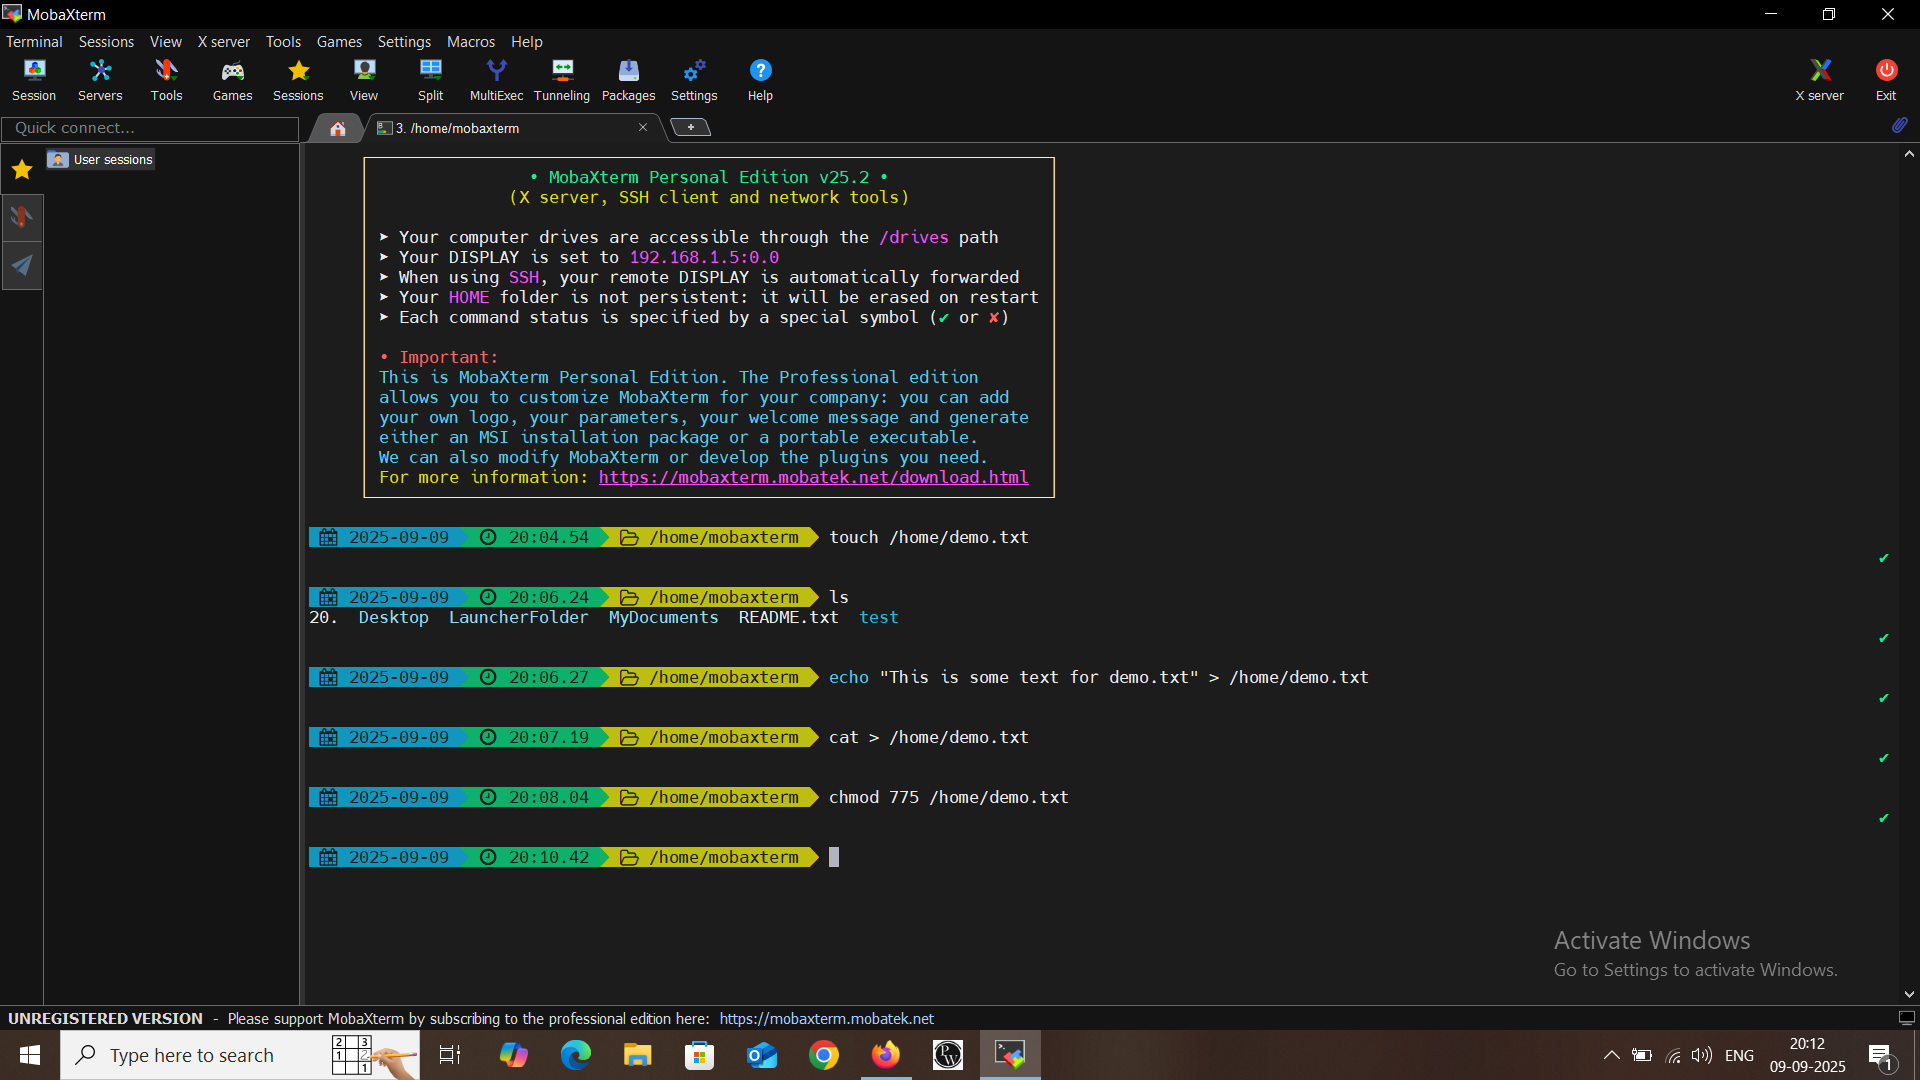 MobaXterm
Terminal Sessions View X server Tools Games Settings Macros Help
Session Servers Tools Games Sessions View Split MultiExec Tunneling Packages Settings Help X server Exit
Quick connect...
3. /home/mobaxterm
User sessions
• MobaXterm Personal Edition v25.2 •
(X server, SSH client and network tools)
➤ Your computer drives are accessible through the /drives path
➤ Your DISPLAY is set to 192.168.1.5:0.0
➤ When using SSH, your remote DISPLAY is automatically forwarded
➤ Your HOME folder is not persistent: it will be erased on restart
➤ Each command status is specified by a special symbol (✔ or ✘)
• Important:
This is MobaXterm Personal Edition. The Professional edition
allows you to customize MobaXterm for your company: you can add
your own logo, your parameters, your welcome message and generate
either an MSI installation package or a portable executable.
We can also modify MobaXterm or develop the plugins you need.
For more information: https://mobaxterm.mobatek.net/download.html
2025-09-09 20:04.54 /home/mobaxterm touch /home/demo.txt
✔
2025-09-09 20:06.24 /home/mobaxterm ls
20. Desktop LauncherFolder MyDocuments README.txt test
✔
2025-09-09 20:06.27 /home/mobaxterm echo "This is some text for demo.txt" > /home/demo.txt
✔
2025-09-09 20:07.19 /home/mobaxterm cat > /home/demo.txt
✔
2025-09-09 20:08.04 /home/mobaxterm chmod 775 /home/demo.txt
✔
2025-09-09 20:10.42 /home/mobaxterm
Activate Windows
Go to Settings to activate Windows.
UNREGISTERED VERSION - Please support MobaXterm by subscribing to the professional edition here: https://mobaxterm.mobatek.net
Type here to search
ENG
20:12
09-09-2025
1